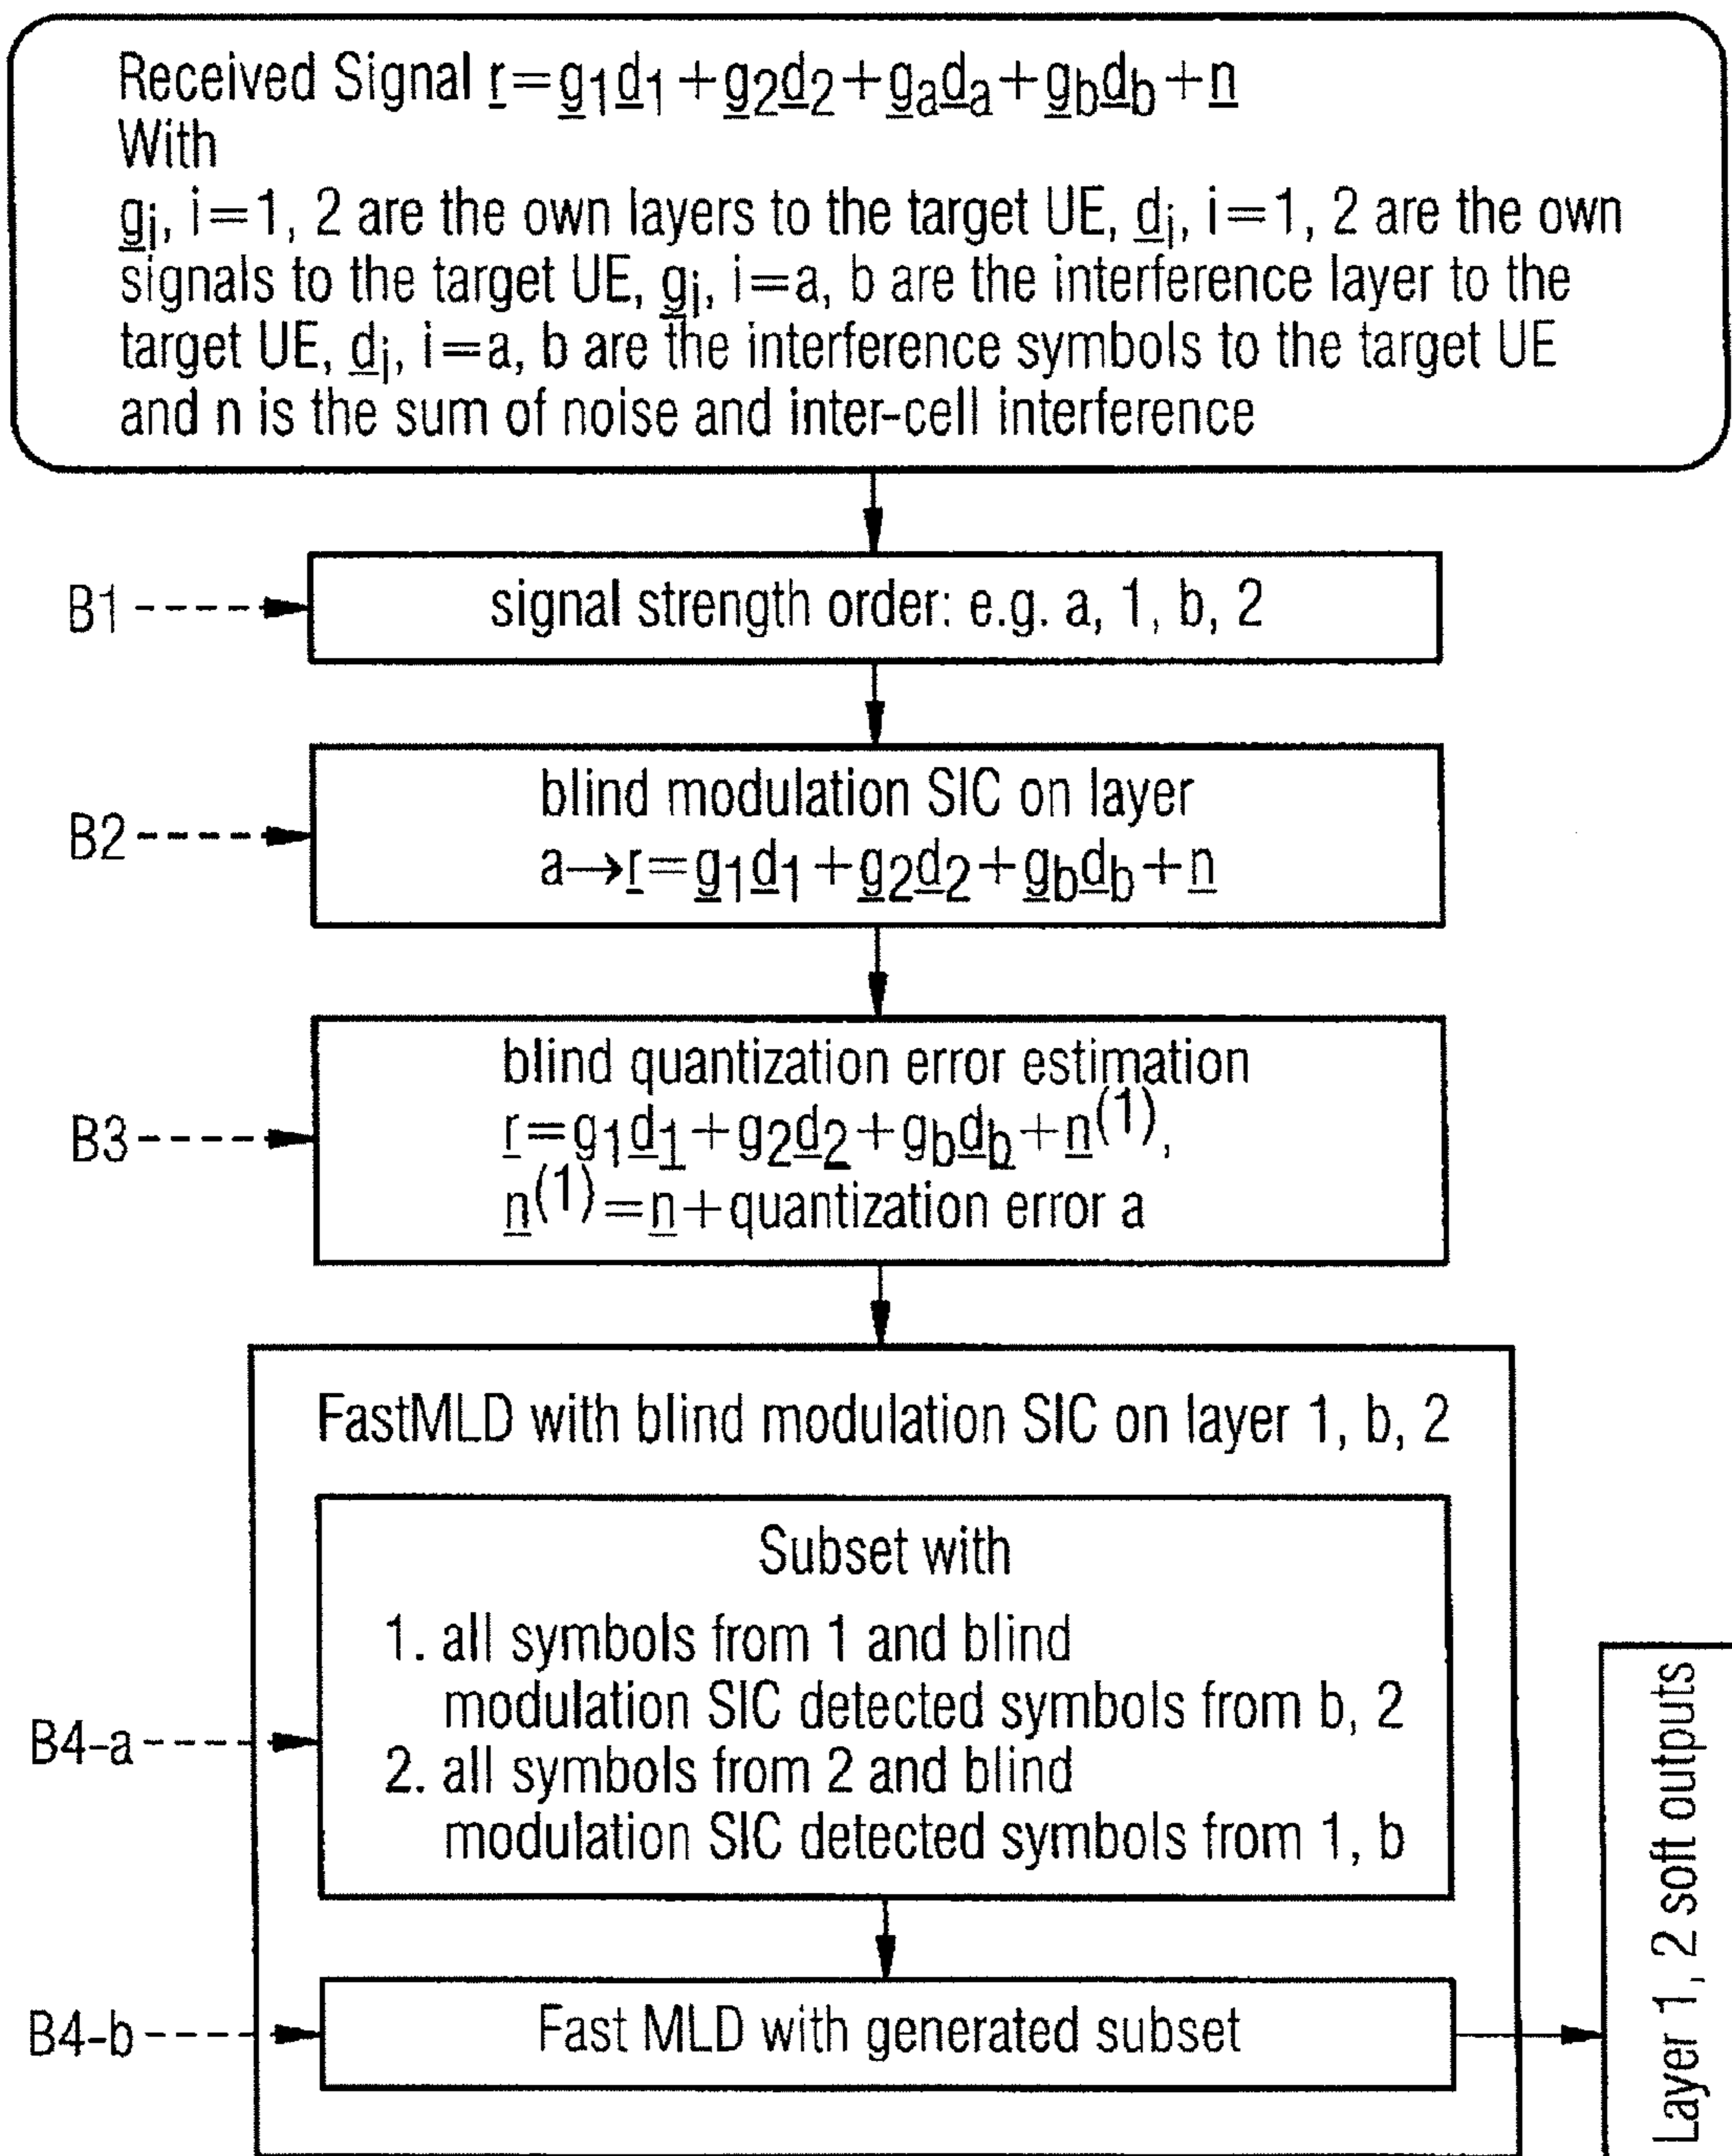 Received Signal r=g1d1+g2d2+gada+gbdb+n
With
gi, i=1, 2 are the own layers to the target UE, di, i=1, 2 are the own
signals to the target UE, gi, i=a, b are the interference layer to the
target UE, di, i=a, b are the interference symbols to the target UE
and n is the sum of noise and inter-cell interference
B1
signal strength order: e.g. a, 1, b, 2
B2
blind modulation SIC on layer
a→r=g1d1+g2d2+gbdb+n
B3
blind quantization error estimation
r=g1d1+g2d2+gbdb+n(1),
n(1)=n+quantization error a
FastMLD with blind modulation SIC on layer 1, b, 2
B4-a
Subset with
1. all symbols from 1 and blind
modulation SIC detected symbols from b, 2
2. all symbols from 2 and blind
modulation SIC detected symbols from 1, b
B4-b
Fast MLD with generated subset
Layer 1, 2 soft outputs